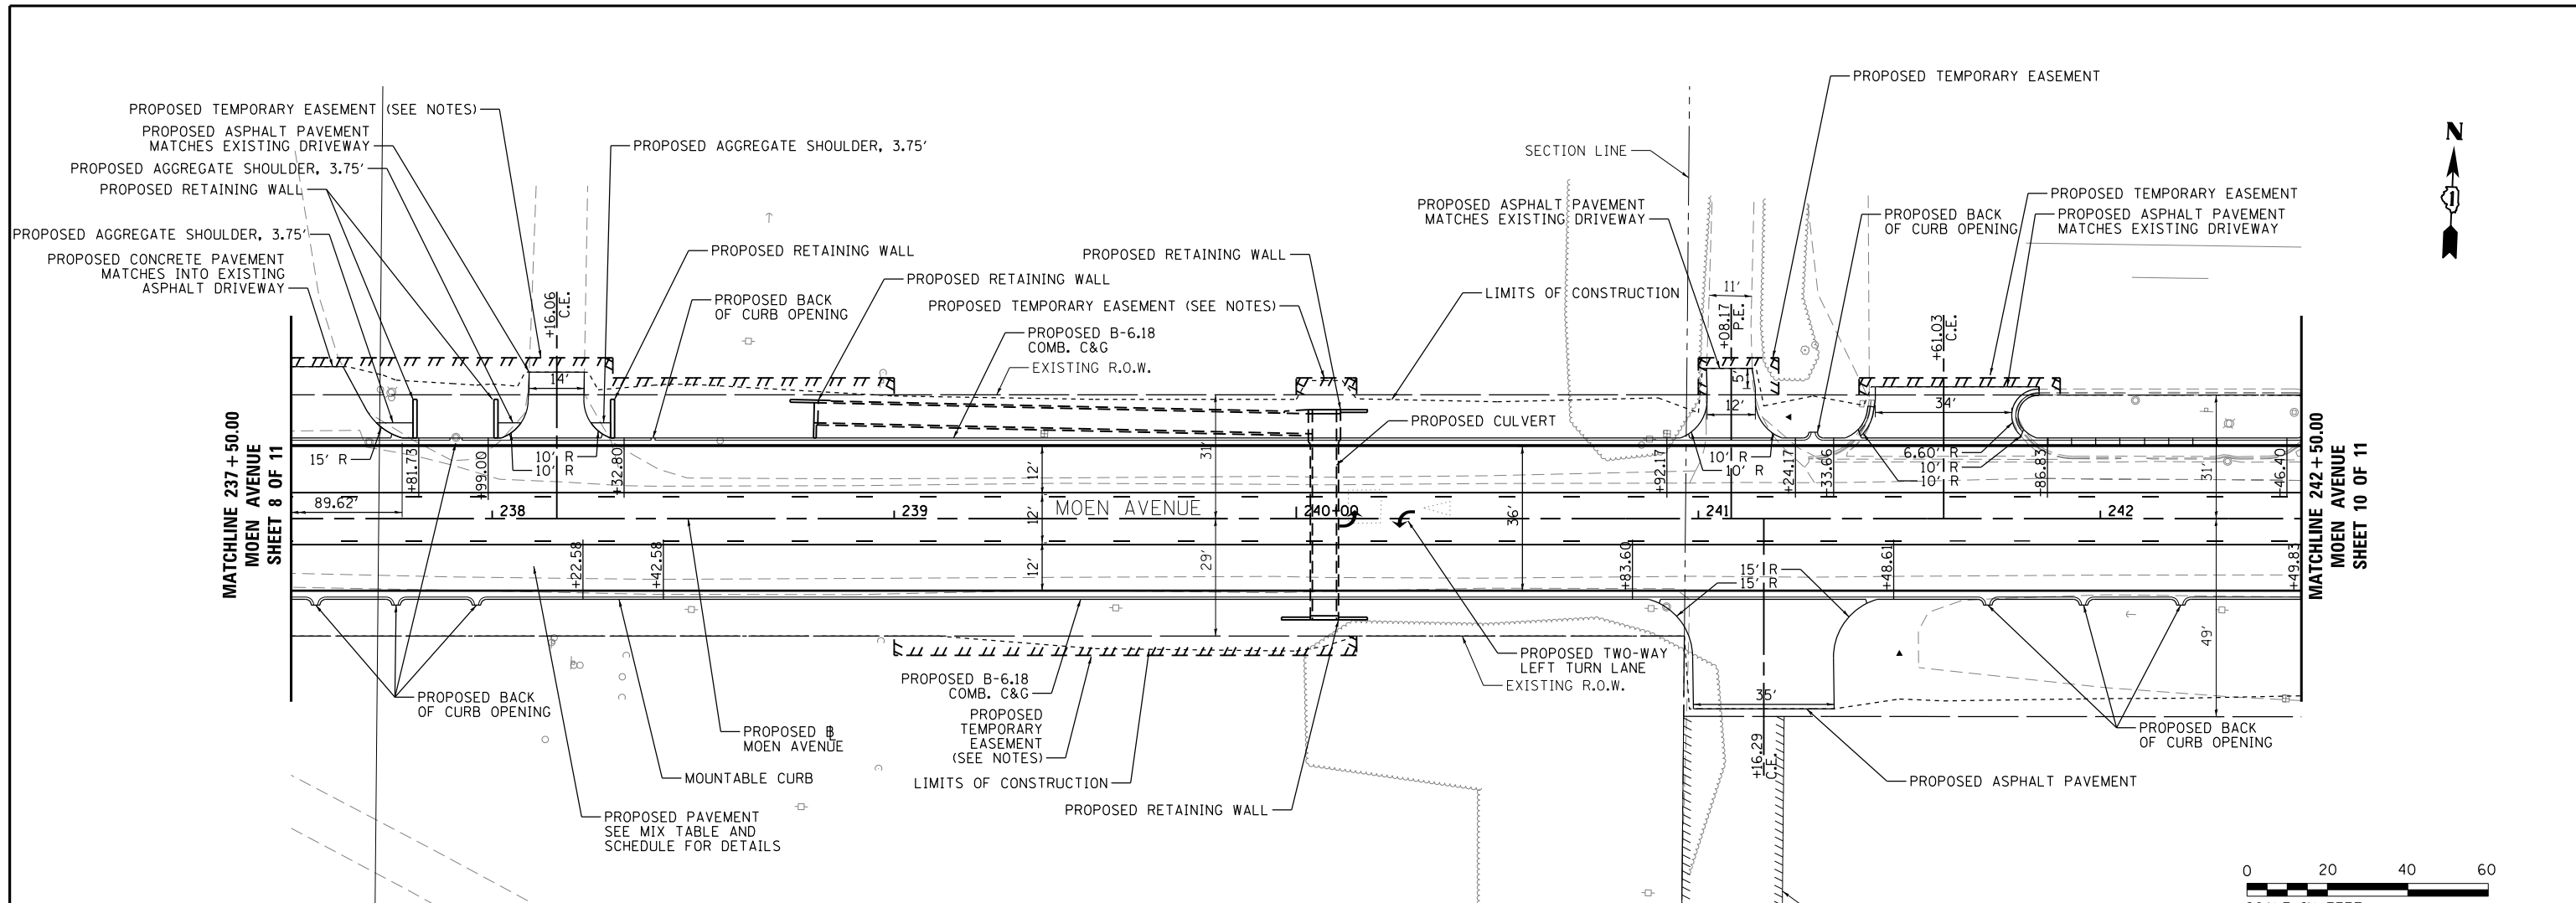 PROPOSED TEMPORARY EASEMENT (SEE NOTES)
PROPOSED ASPHALT PAVEMENT
MATCHES EXISTING DRIVEWAY
PROPOSED AGGREGATE SHOULDER, 3.75'
PROPOSED RETAINING WALL
PROPOSED AGGREGATE SHOULDER, 3.75'
PROPOSED CONCRETE PAVEMENT
MATCHES INTO EXISTING
ASPHALT DRIVEWAY
PROPOSED AGGREGATE SHOULDER, 3.75'
PROPOSED RETAINING WALL
PROPOSED BACK
OF CURB OPENING
PROPOSED RETAINING WALL
PROPOSED RETAINING WALL
PROPOSED TEMPORARY EASEMENT (SEE NOTES)
PROPOSED B-6.18
COMB. C&G
EXISTING R.O.W.
LIMITS OF CONSTRUCTION
PROPOSED CULVERT
SECTION LINE
PROPOSED ASPHALT PAVEMENT
MATCHES EXISTING DRIVEWAY
PROPOSED TEMPORARY EASEMENT
PROPOSED BACK
OF CURB OPENING
PROPOSED TEMPORARY EASEMENT
PROPOSED ASPHALT PAVEMENT
MATCHES EXISTING DRIVEWAY
N
1
+16.06
C.E.
14'
+08.17
P.E.
11'
5'
12'
+61.03
C.E.
34'
MATCHLINE 237+50.00
MOEN AVENUE
SHEET 8 OF 11
15' R
+81.73
+99.00
10' R
10' R
+32.80
89.62'
238
239
240+00
241
242
12'
12'
12'
MOEN AVENUE
31'
29'
36'
+92.17
10' R
10' R
+24.17
+33.66
6.60' R
10' R
10' R
+86.83
31'
+46.40
+22.58
+42.58
+83.60
15' R
15' R
+48.61
+49.83
49'
35'
+16.29
C.E.
MATCHLINE 242+50.00
MOEN AVENUE
SHEET 10 OF 11
PROPOSED BACK
OF CURB OPENING
PROPOSED BL
MOEN AVENUE
MOUNTABLE CURB
PROPOSED PAVEMENT
SEE MIX TABLE AND
SCHEDULE FOR DETAILS
PROPOSED B-6.18
COMB. C&G
PROPOSED
TEMPORARY
EASEMENT
(SEE NOTES)
LIMITS OF CONSTRUCTION
PROPOSED RETAINING WALL
PROPOSED TWO-WAY
LEFT TURN LANE
EXISTING R.O.W.
PROPOSED ASPHALT PAVEMENT
PROPOSED BACK
OF CURB OPENING
0 20 40 60